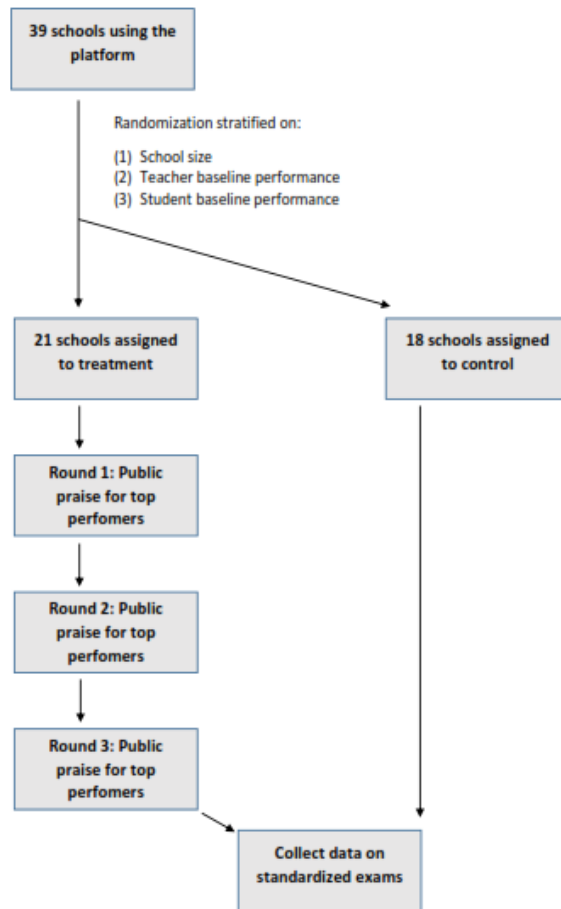 39 schools using the
platform
Randomization stratified on:
(1) School size
(2) Teacher baseline performance
(3) Student baseline performance
21 schools assigned
to treatment
18 schools assigned
to control
Round 1: Public
praise for top
perfomers
Round 2: Public
praise for top
perfomers
Round 3: Public
praise for top
perfomers
Collect data on
standardized exams